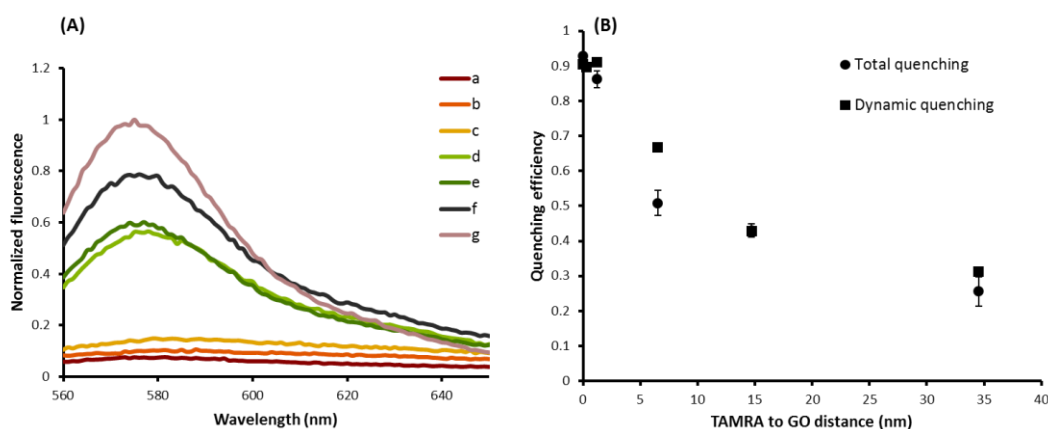 (A)
Normalized fluorescence
1.2
1
0.8
0.6
0.4
0.2
0
560
580
600
620
640
Wavelength (nm)
a
b
c
d
e
f
g
(B)
Quenching efficiency
1
0.9
0.8
0.7
0.6
0.5
0.4
0.3
0.2
0.1
0
0
5
10
15
20
25
30
35
40
TAMRA to GO distance (nm)
Total quenching
Dynamic quenching